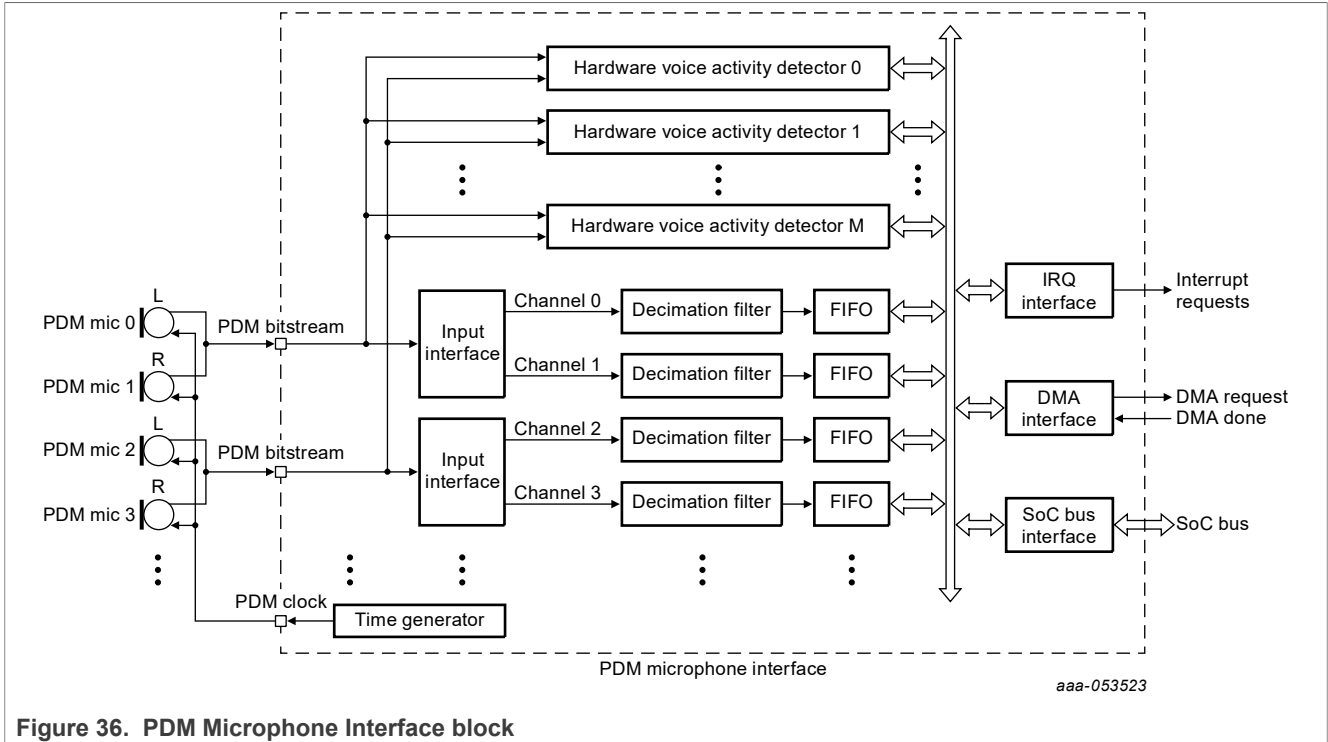 Hardware voice activity detector 0
Hardware voice activity detector 1
Hardware voice activity detector M
L
PDM mic 0
R
PDM mic 1
L
PDM mic 2
R
PDM mic 3
PDM bitstream
PDM bitstream
PDM clock
Input
interface
Input
interface
Channel 0
Decimation filter
FIFO
Channel 1
Decimation filter
FIFO
Channel 2
Decimation filter
FIFO
Channel 3
Decimation filter
FIFO
Time generator
IRQ
interface
Interrupt
requests
DMA
interface
DMA request
DMA done
SoC bus
interface
SoC bus
PDM microphone interface
aaa-053523
Figure 36. PDM Microphone Interface block